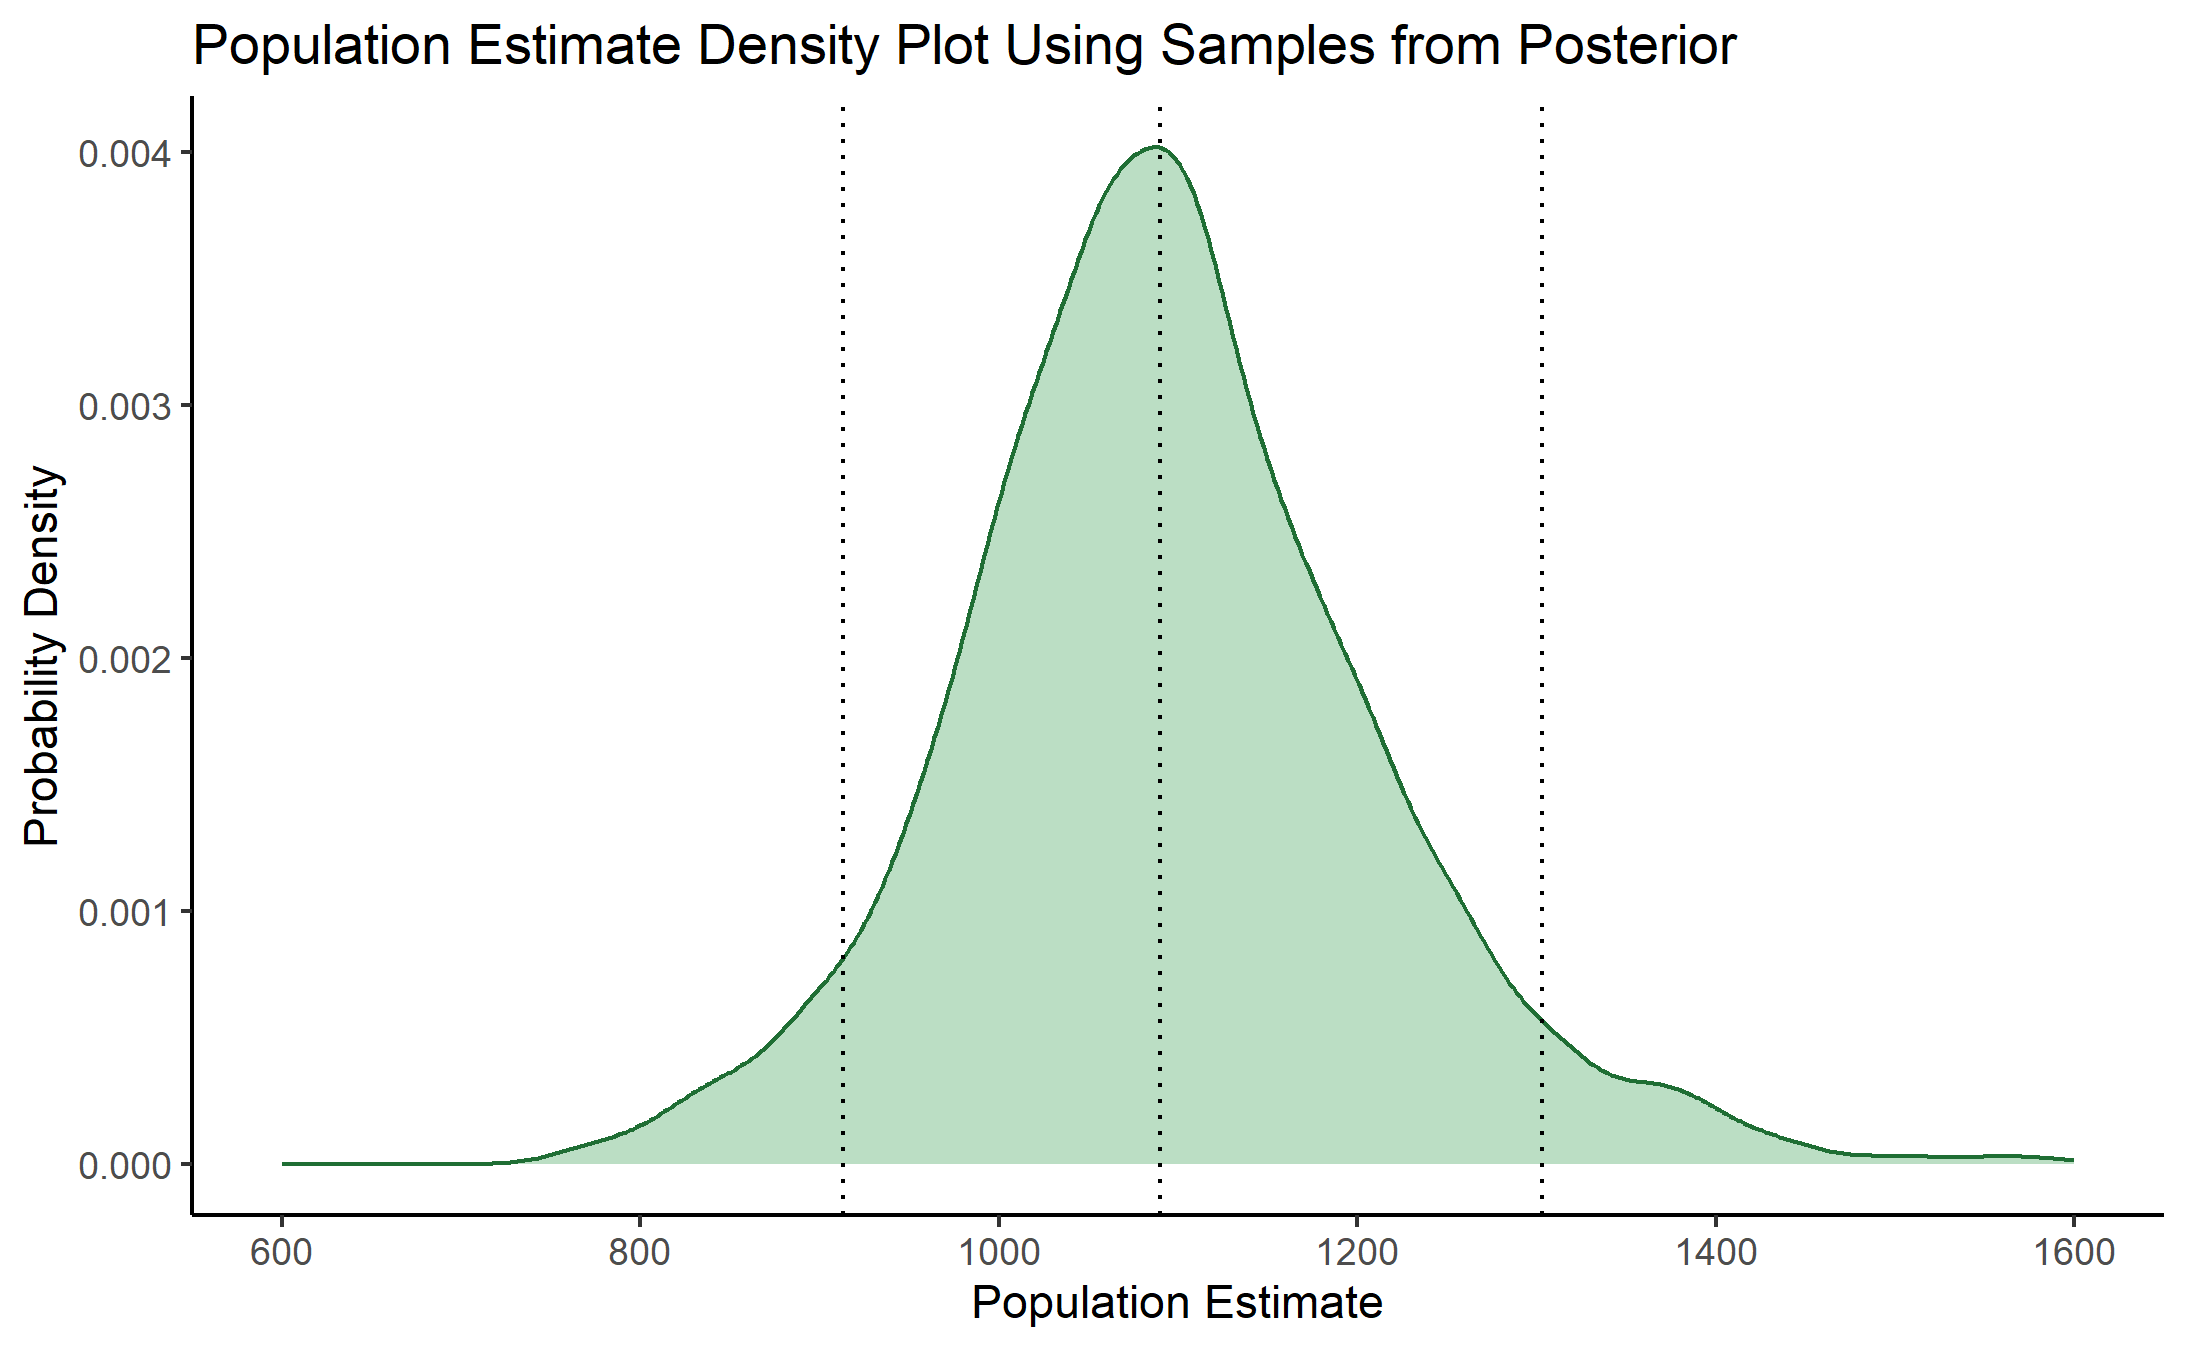 Population Estimate Density Plot Using Samples from Posterior
Probability Density
0.004
0.003
0.002
0.001
0.000
600 800 1000 1200 1400 1600
Population Estimate